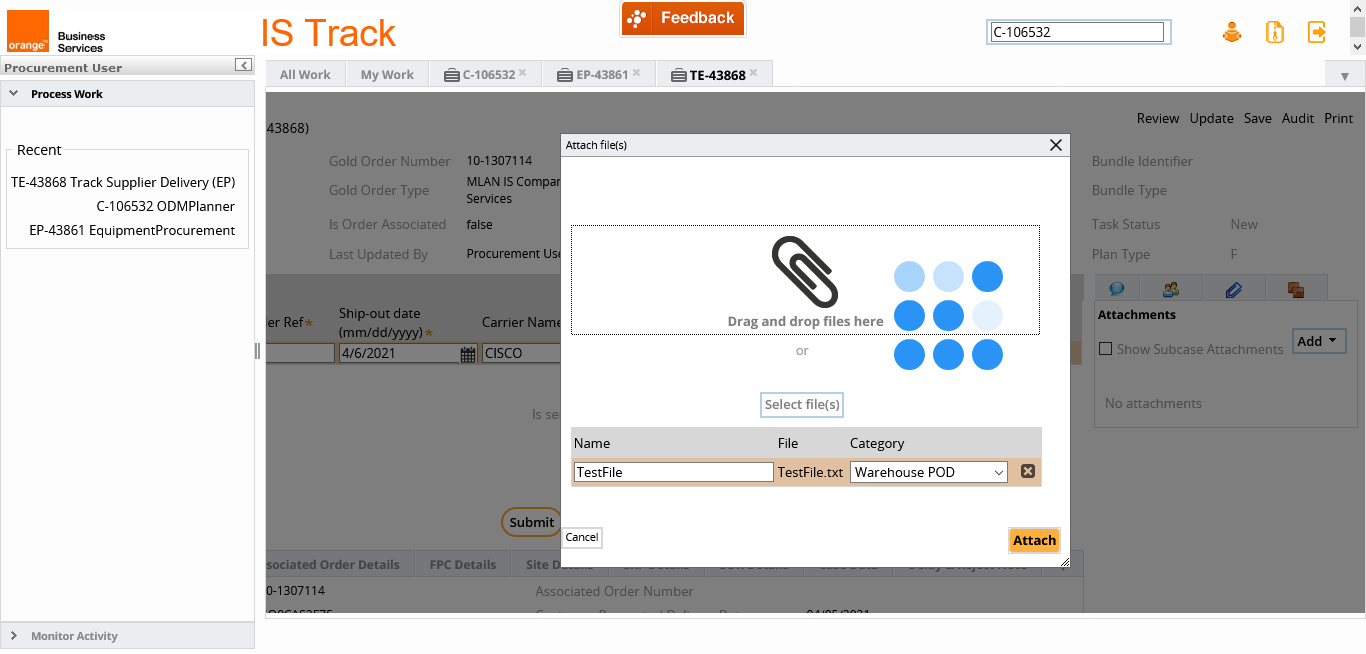 orange™
Business
Services
IS Track
Feedback
C-106532
Procurement User
Process Work
Recent
TE-43868 Track Supplier Delivery (EP)
C-106532 ODMPlanner
EP-43861 EquipmentProcurement
Monitor Activity
All Work
My Work
C-106532
EP-43861
TE-43868
Review Update Save Audit Print
43868)
Gold Order Number 10-1307114
Gold Order Type MLAN IS Compan
Services
Is Order Associated false
Last Updated By Procurement Use
Bundle Identifier
Bundle Type
Task Status New
Plan Type F
er Ref*
Ship-out date
(mm/dd/yyyy)*
Carrier Name
4/6/2021
CISCO
Is se
Submit
Attach file(s)
Drag and drop files here
or
Select file(s)
Name File Category
TestFile TestFile.txt Warehouse POD
Cancel
Attach
Attachments
Show Subcase Attachments
Add
No attachments
sociated Order Details
FPC Details
Site De
0-1307114
Associated Order Number
04/05/2021